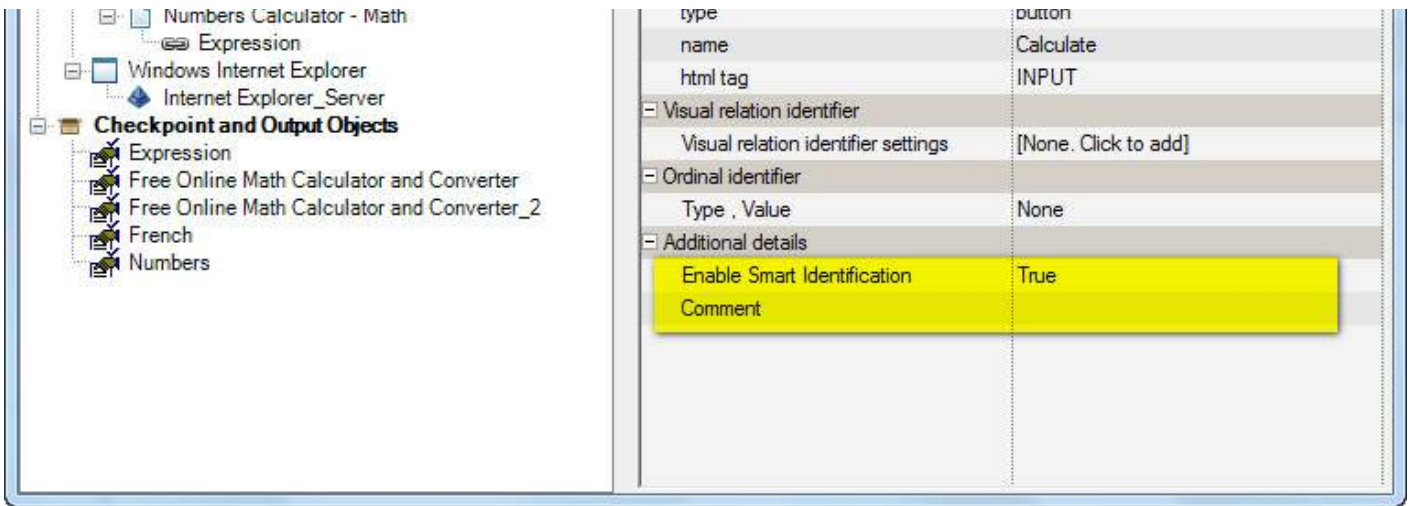 Numbers Calculator - Math
Expression
Windows Internet Explorer
Internet Explorer_Server
Checkpoint and Output Objects
Expression
Free Online Math Calculator and Converter
Free Online Math Calculator and Converter_2
French
Numbers
type button
name Calculate
html tag INPUT
Visual relation identifier
Visual relation identifier settings [None. Click to add]
Ordinal identifier
Type , Value None
Additional details
Enable Smart Identification True
Comment